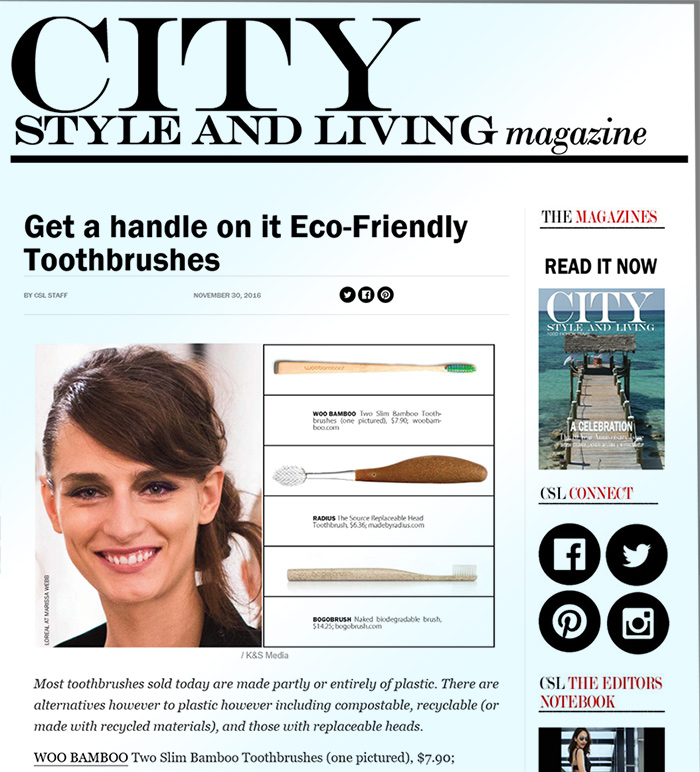 CITY
STYLE AND LIVING magazine
Get a handle on it Eco-Friendly
Toothbrushes
BY CSL STAFF
NOVEMBER 30, 2016
woobamboo!
WOO BAMBOO Two Slim Bamboo Tooth-
brushes (one pictured), $7.90; woobam-
boo.com
RADIUS The Source Replaceable Head
Toothbrush, $6.36; madebyradius.com
BOGOBRUSH Naked biodegradable brush,
$14.25; bogobrush.com
LOREAL AT MARISSA WEBB
/ K&S Media
Most toothbrushes sold today are made partly or entirely of plastic. There are
alternatives however to plastic however including compostable, recyclable (or
made with recycled materials), and those with replaceable heads.
WOO BAMBOO Two Slim Bamboo Toothbrushes (one pictured), $7.90;
THE MAGAZINES
READ IT NOW
CITY
STYLE AND LIVING
A CELEBRATION
CSL CONNECT
CSL THE EDITORS
NOTEBOOK